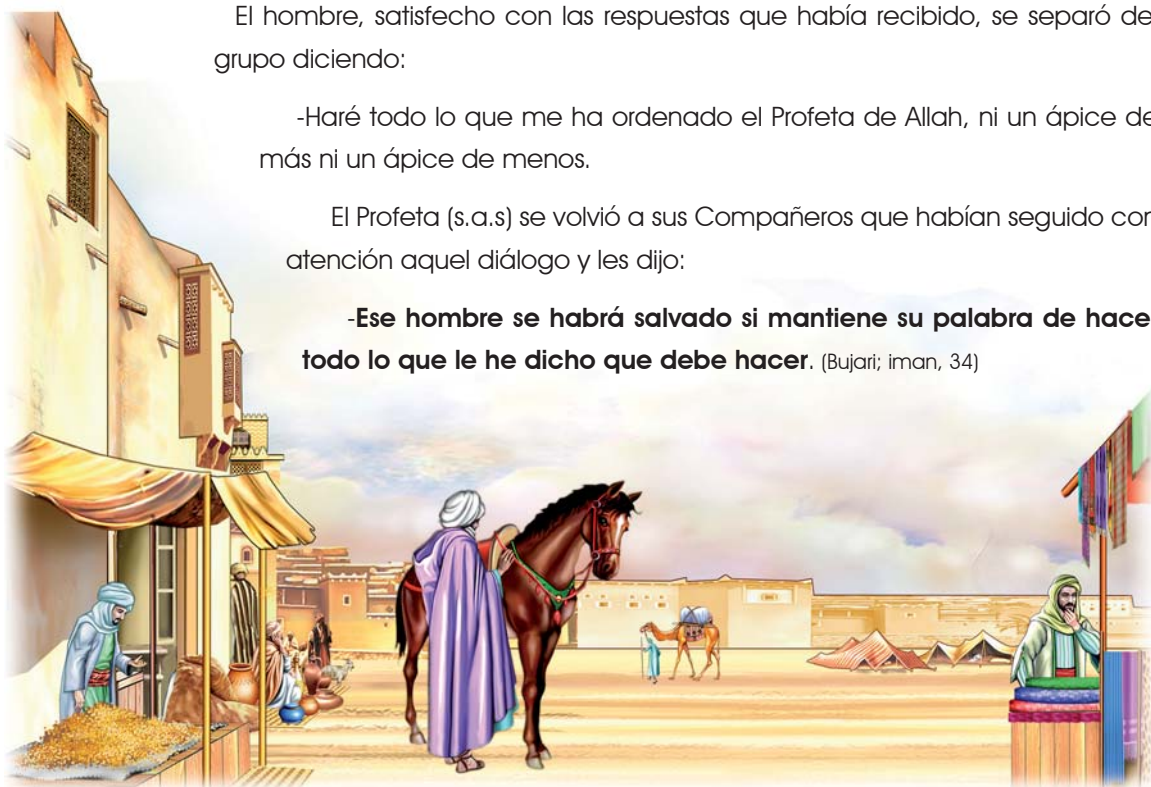 El hombre, satisfecho con las respuestas que había recibido, se separó de
grupo diciendo:
-Haré todo lo que me ha ordenado el Profeta de Allah, ni un ápice de
más ni un ápice de menos.
El Profeta (s.a.s) se volvió a sus Compañeros que habían seguido con
atención aquel diálogo y les dijo:
-Ese hombre se habrá salvado si mantiene su palabra de hace
todo lo que le he dicho que debe hacer. (Bujari; iman, 34)